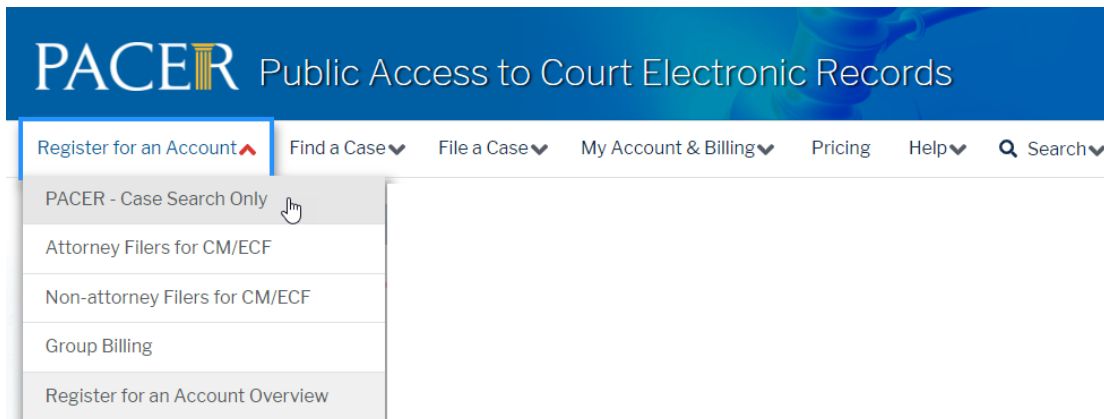 PACER Public Access to Court Electronic Records
Register for an Account Find a Case File a Case My Account & Billing Pricing Help Search
PACER - Case Search Only
Attorney Filers for CM/ECF
Non-attorney Filers for CM/ECF
Group Billing
Register for an Account Overview